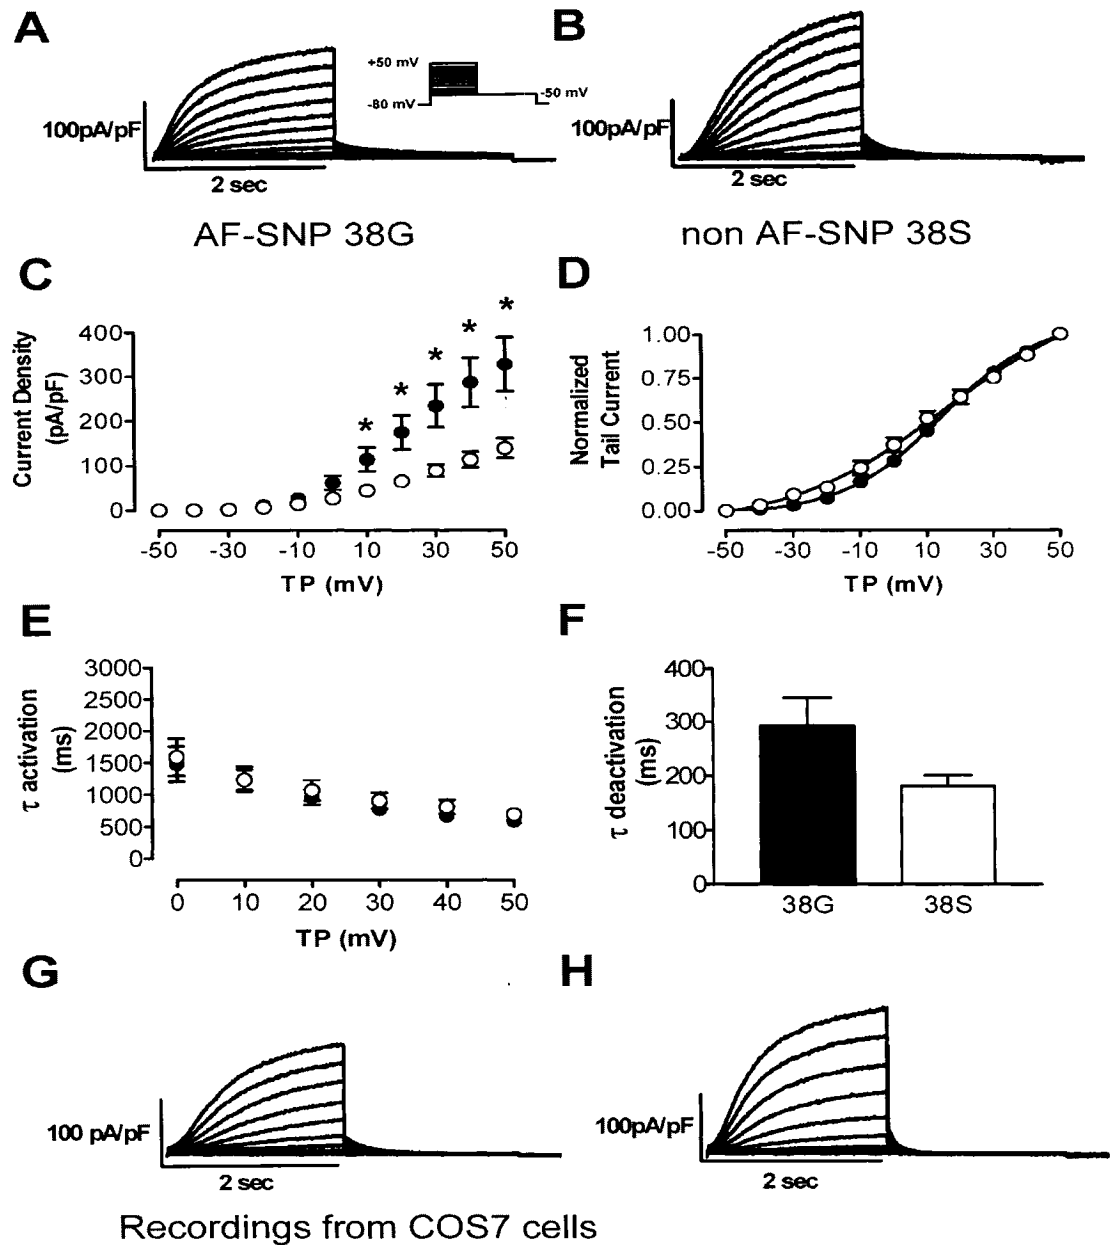 A
+50 mV
-80 mV
-50 mV
100pA/pF
2 sec
AF-SNP 38G
B
100pA/pF
2 sec
non AF-SNP 38S
C
Current Density
(pA/pF)
400
300
200
100
0
* * * * *
-50 -30 -10 10 30 50
TP (mV)
D
Normalized
Tail Current
1.00
0.75
0.50
0.25
0.00
-50 -30 -10 10 30 50
TP (mV)
E
τ activation
(ms)
3000
2500
2000
1500
1000
500
0
0 10 20 30 40 50
TP (mV)
F
τ deactivation
(ms)
400
300
200
100
0
38G 38S
G
100 pA/pF
2 sec
H
100pA/pF
2 sec
Recordings from COS7 cells